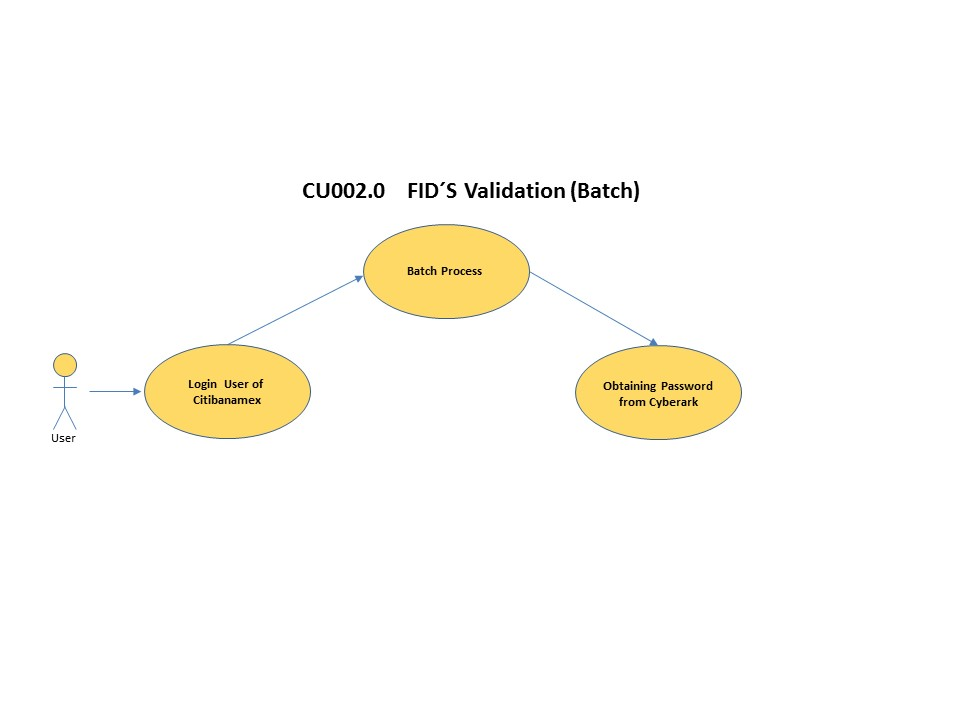 CU002.0 FID´S Validation (Batch)
Batch Process
Login User of
Citibanamex
Obtaining Password
from Cyberark
User